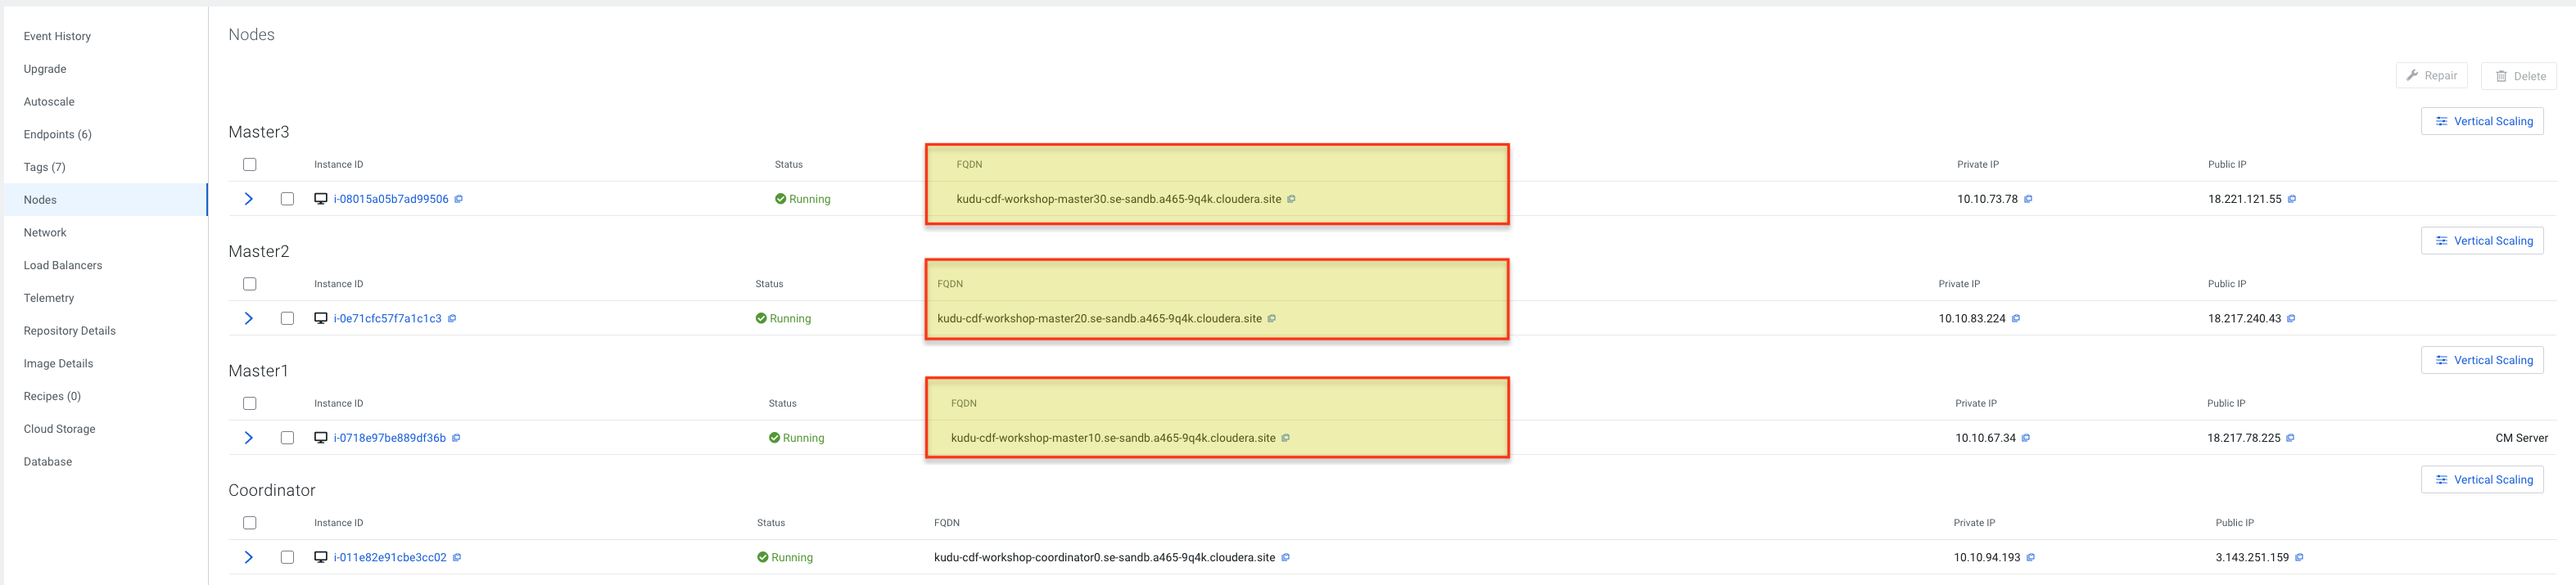 Event History
Upgrade
Autoscale
Endpoints (6)
Tags (7)
Nodes
Network
Load Balancers
Telemetry
Repository Details
Image Details
Recipes (0)
Cloud Storage
Database
Nodes
Repair Delete
Master3 Vertical Scaling
Instance ID Status FQDN Private IP Public IP
i-08015a05b7ad99506 Running kudu-cdf-workshop-master30.se-sandb.a465-9q4k.cloudera.site 10.10.73.78 18.221.121.55
Master2 Vertical Scaling
Instance ID Status FQDN Private IP Public IP
i-0e71cfc57f7a1c1c3 Running kudu-cdf-workshop-master20.se-sandb.a465-9q4k.cloudera.site 10.10.83.224 18.217.240.43
Master1 Vertical Scaling
Instance ID Status FQDN Private IP Public IP
i-0718e97be889df36b Running kudu-cdf-workshop-master10.se-sandb.a465-9q4k.cloudera.site 10.10.67.34 18.217.78.225 CM Server
Coordinator Vertical Scaling
Instance ID Status FQDN Private IP Public IP
i-011e82e91cbe3cc02 Running kudu-cdf-workshop-coordinator0.se-sandb.a465-9q4k.cloudera.site 10.10.94.193 3.143.251.159